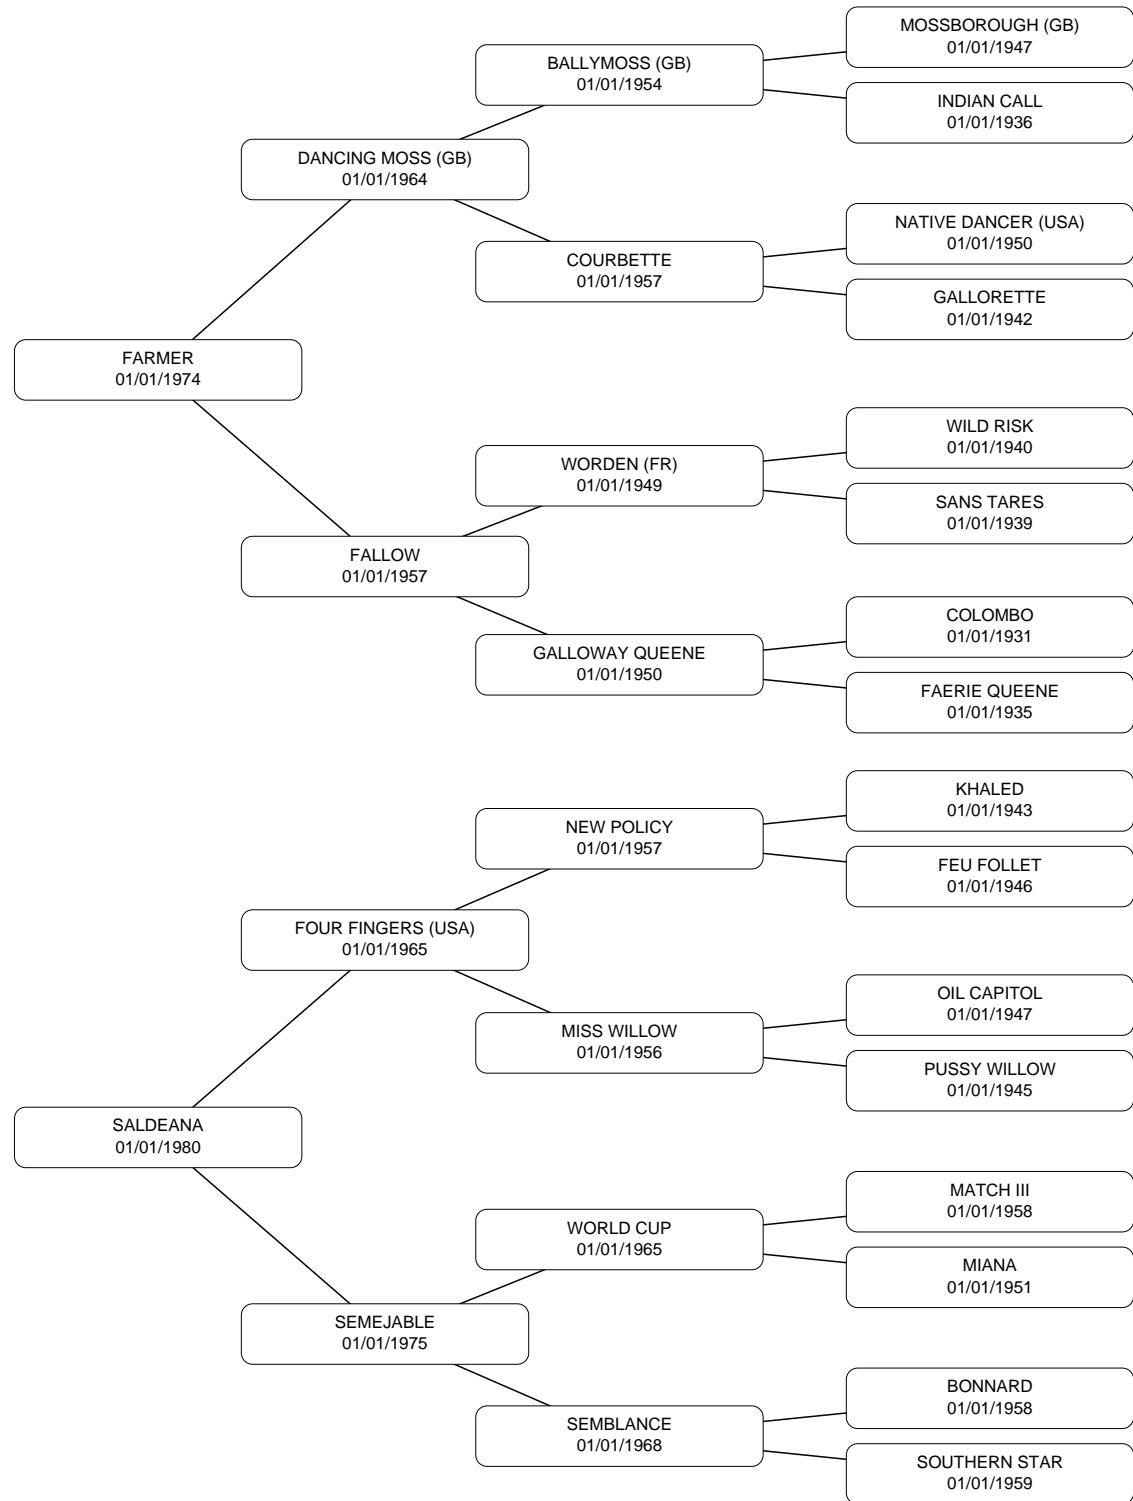 MOSSBOROUGH (GB)
01/01/1947
BALLYMOSS (GB)
01/01/1954
INDIAN CALL
01/01/1936
DANCING MOSS (GB)
01/01/1964
NATIVE DANCER (USA)
01/01/1950
COURBETTE
01/01/1957
GALLORETTE
01/01/1942
FARMER
01/01/1974
WILD RISK
01/01/1940
WORDEN (FR)
01/01/1949
SANS TARES
01/01/1939
FALLOW
01/01/1957
COLOMBO
01/01/1931
GALLOWAY QUEENE
01/01/1950
FAERIE QUEENE
01/01/1935
KHALED
01/01/1943
NEW POLICY
01/01/1957
FEU FOLLET
01/01/1946
FOUR FINGERS (USA)
01/01/1965
OIL CAPITOL
01/01/1947
MISS WILLOW
01/01/1956
PUSSY WILLOW
01/01/1945
SALDEANA
01/01/1980
MATCH III
01/01/1958
WORLD CUP
01/01/1965
MIANA
01/01/1951
SEMEJABLE
01/01/1975
BONNARD
01/01/1958
SEMBLANCE
01/01/1968
SOUTHERN STAR
01/01/1959